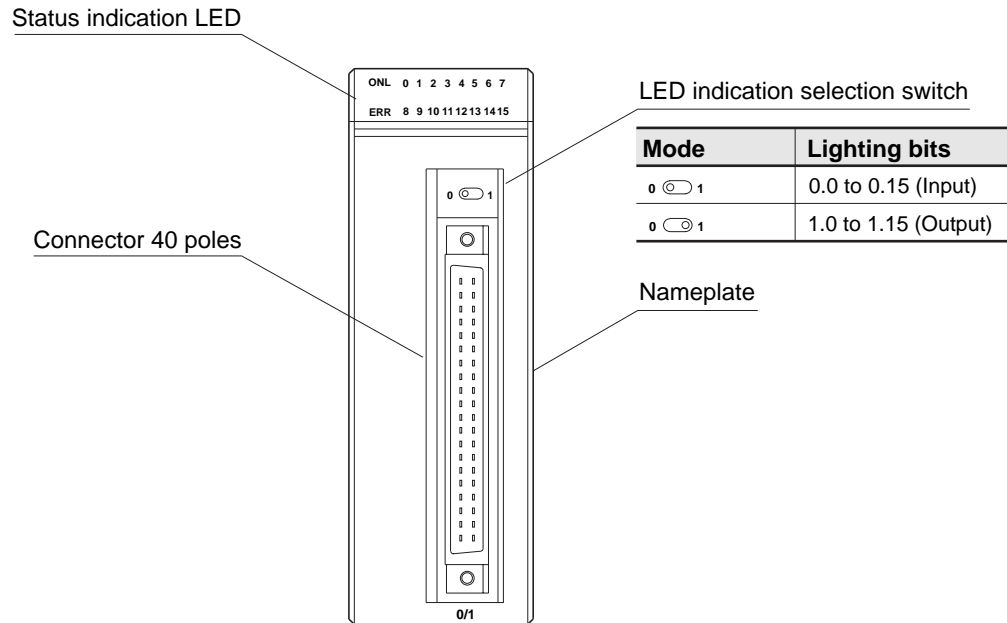 Status indication LED
ONL 0 1 2 3 4 5 6 7
ERR 8 9 10 11 12 13 14 15
LED indication selection switch
Mode Lighting bits
0 1 0.0 to 0.15 (Input)
0 1 1.0 to 1.15 (Output)
0 1
Connector 40 poles
Nameplate
0/1